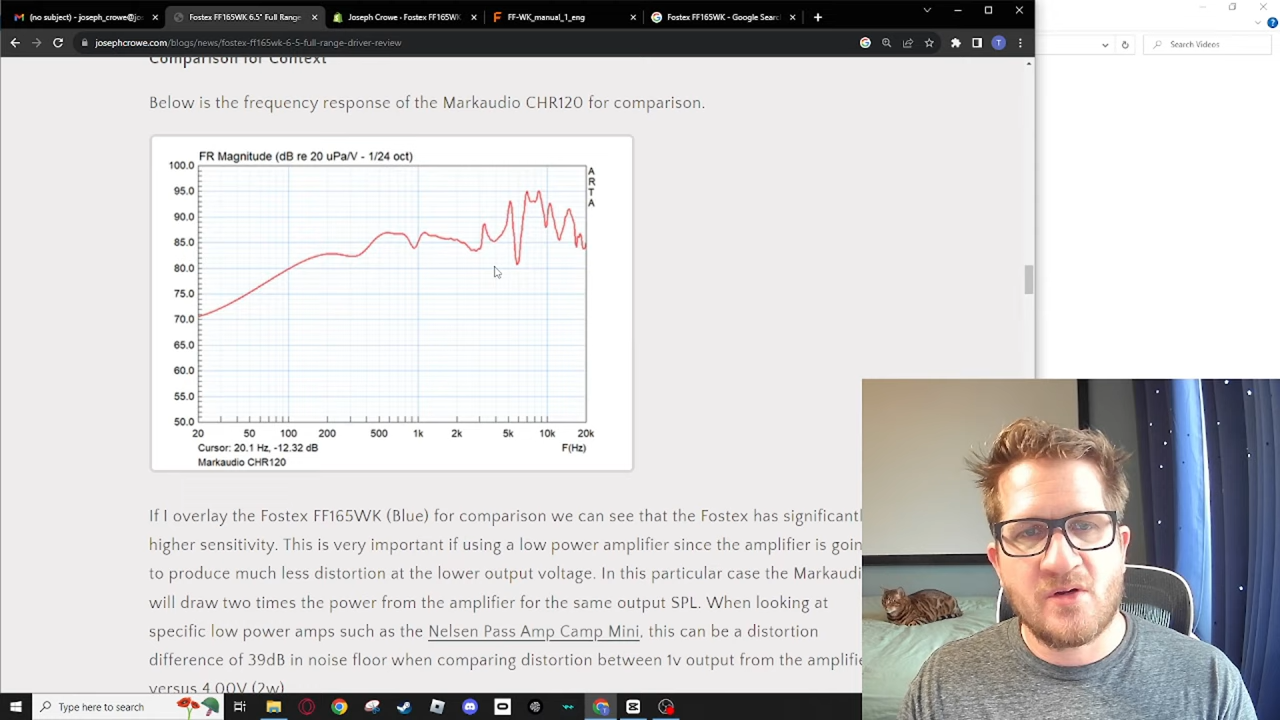 (no subject) - joseph_crowe@jo
Fostex FF165WK 6.5" Full Range
Joseph Crowe · Fostex FF165WK
FF-WK_manual_1_eng
Fostex FF165WK - Google Search
josephcrowe.com/blogs/news/fostex-ff165wk-6-5-full-range-driver-review
T
Search Videos
Comparison for Context
Below is the frequency response of the Markaudio CHR120 for comparison.
FR Magnitude (dB re 20 uPa/V - 1/24 oct)
100.0
95.0
90.0
85.0
80.0
75.0
70.0
65.0
60.0
55.0
50.0
A
R
T
A
20 50 100 200 500 1k 2k 5k 10k 20k
Cursor: 20.1 Hz, -12.32 dB
F(Hz)
Markaudio CHR120
If I overlay the Fostex FF165WK (Blue) for comparison we can see that the Fostex has significantl
higher sensitivity. This is very important if using a low power amplifier since the amplifier is goin
to produce much less distortion at the lower output voltage. In this particular case the Markaudi
will draw two times the power from the amplifier for the same output SPL. When looking at
specific low power amps such as the Nelsen Pass Amp Camp Mini, this can be a distortion
difference of 39dB in noise floor when comparing distortion between 1v output from the amplifie
versus 4.00V (2w)
Type here to search